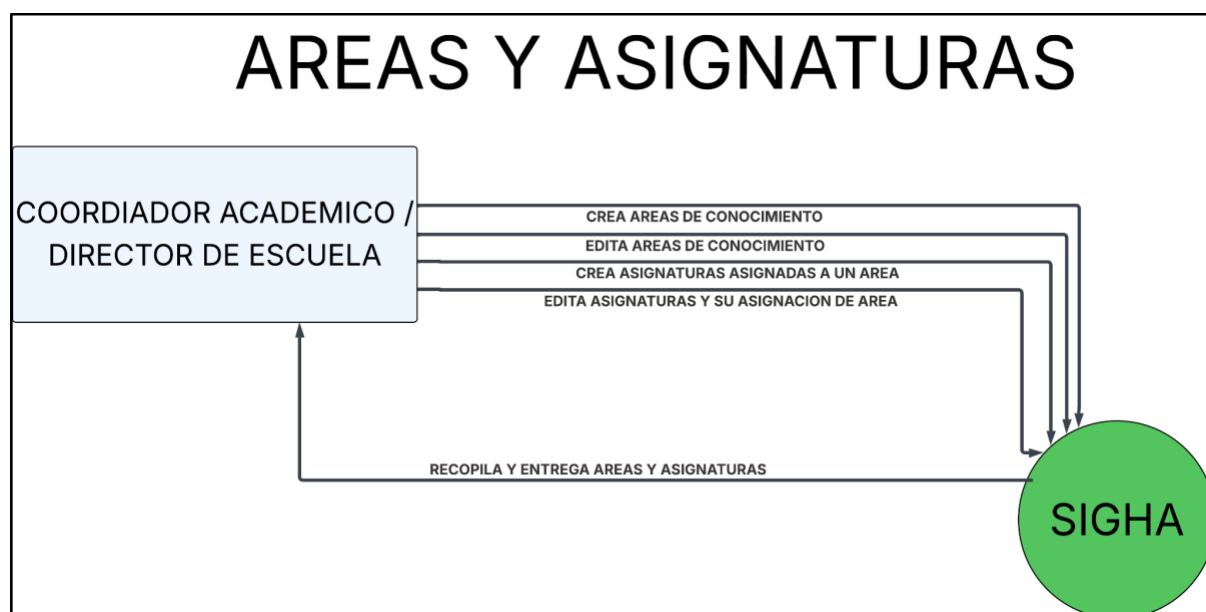 AREAS Y ASIGNATURAS
COORDIADOR ACADEMICO /
DIRECTOR DE ESCUELA
CREA AREAS DE CONOCIMIENTO
EDITA AREAS DE CONOCIMIENTO
CREA ASIGNATURAS ASIGNADAS A UN AREA
EDITA ASIGNATURAS Y SU ASIGNACION DE AREA
RECOPILA Y ENTREGA AREAS Y ASIGNATURAS
SIGHA